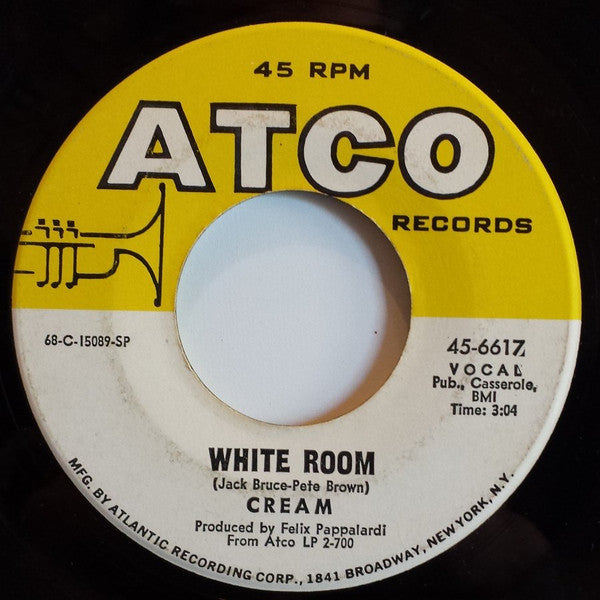 45 RPM
ATCO
RECORDS
68-C-15089-SP
45-6617
VOCAL
Pub., Casserole,
BMI
Time: 3:04
WHITE ROOM
(Jack Bruce-Pete Brown)
CREAM
Produced by Felix Pappalardi
From Atco LP 2-700
MFG. BY ATLANTIC RECORDING CORP., 1841 BROADWAY, NEW YORK, N.Y.